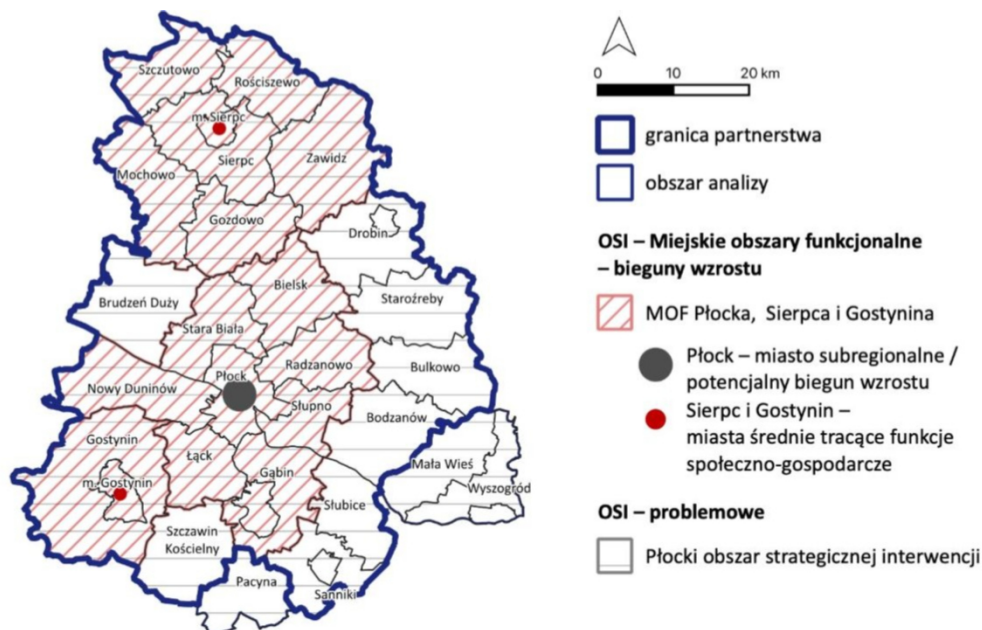 Szczutowo
Rościszewo
m. Sierpc
Sierpc
Zawidz
Mochowo
Gozdowo
Drobin
Bielsk
Brudzeń Duży
Staroźreby
Stara Biała
Radzanowo
Bulkowo
Płock
Nowy Duninów
Słupno
Bodzanów
Gostynin
Łąck
Gąbin
Mała Wieś
m. Gostynin
Wyszogród
Słubice
Szczawin
Kościelny
Pacyna
Sanniki
0 10 20 km
granica partnerstwa
obszar analizy
OSI – Miejskie obszary funkcjonalne
– bieguny wzrostu
MOF Płocka, Sierpca i Gostynina
Płock – miasto subregionalne /
potencjalny biegun wzrostu
Sierpc i Gostynin –
miasta średnie tracące funkcje
społeczno-gospodarcze
OSI – problemowe
Płocki obszar strategicznej interwencji